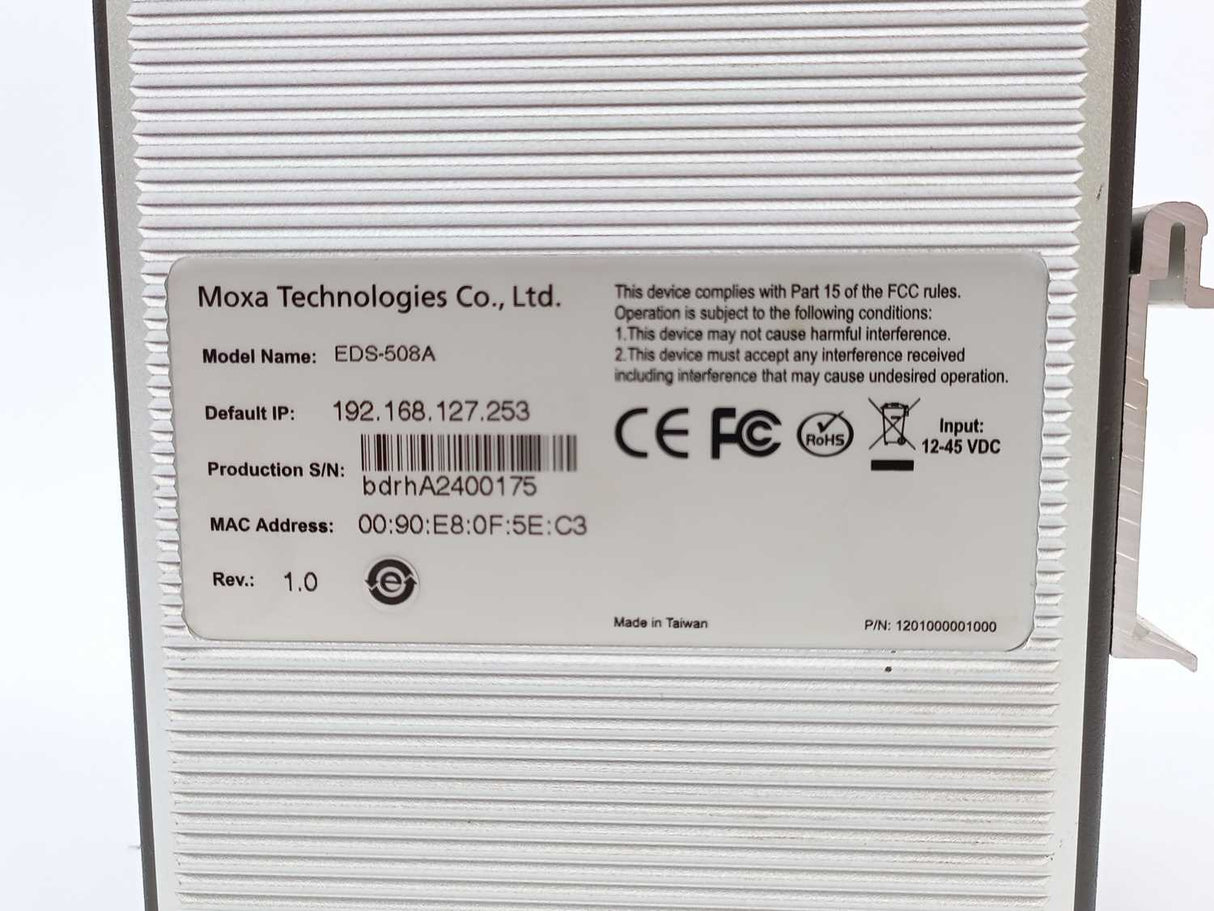 Moxa Technologies Co., Ltd.
Model Name: EDS-508A
Default IP: 192.168.127.253
Production S/N:
bdrhA2400175
MAC Address: 00:90:E8:0F:5E:C3
Rev.: 1.0
e
This device complies with Part 15 of the FCC rules.
Operation is subject to the following conditions:
1.This device may not cause harmful interference.
2.This device must accept any interference received
including interference that may cause undesired operation.
CE FC RoHS
Input:
12-45 VDC
Made in Taiwan
P/N: 1201000001000